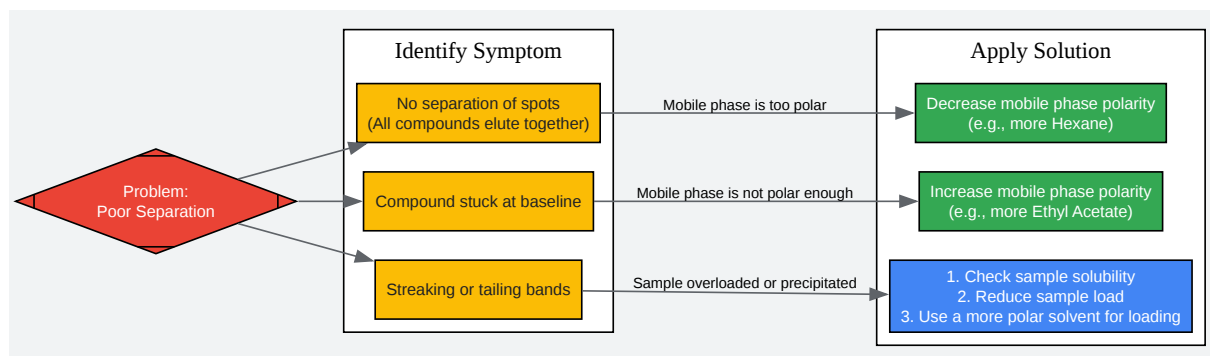 Identify Symptom
Apply Solution
No separation of spots
(All compounds elute together)
Mobile phase is too polar
Decrease mobile phase polarity
(e.g., more Hexane)
Problem:
Poor Separation
Compound stuck at baseline
Mobile phase is not polar enough
Increase mobile phase polarity
(e.g., more Ethyl Acetate)
Streaking or tailing bands
Sample overloaded or precipitated
1. Check sample solubility
2. Reduce sample load
3. Use a more polar solvent for loading